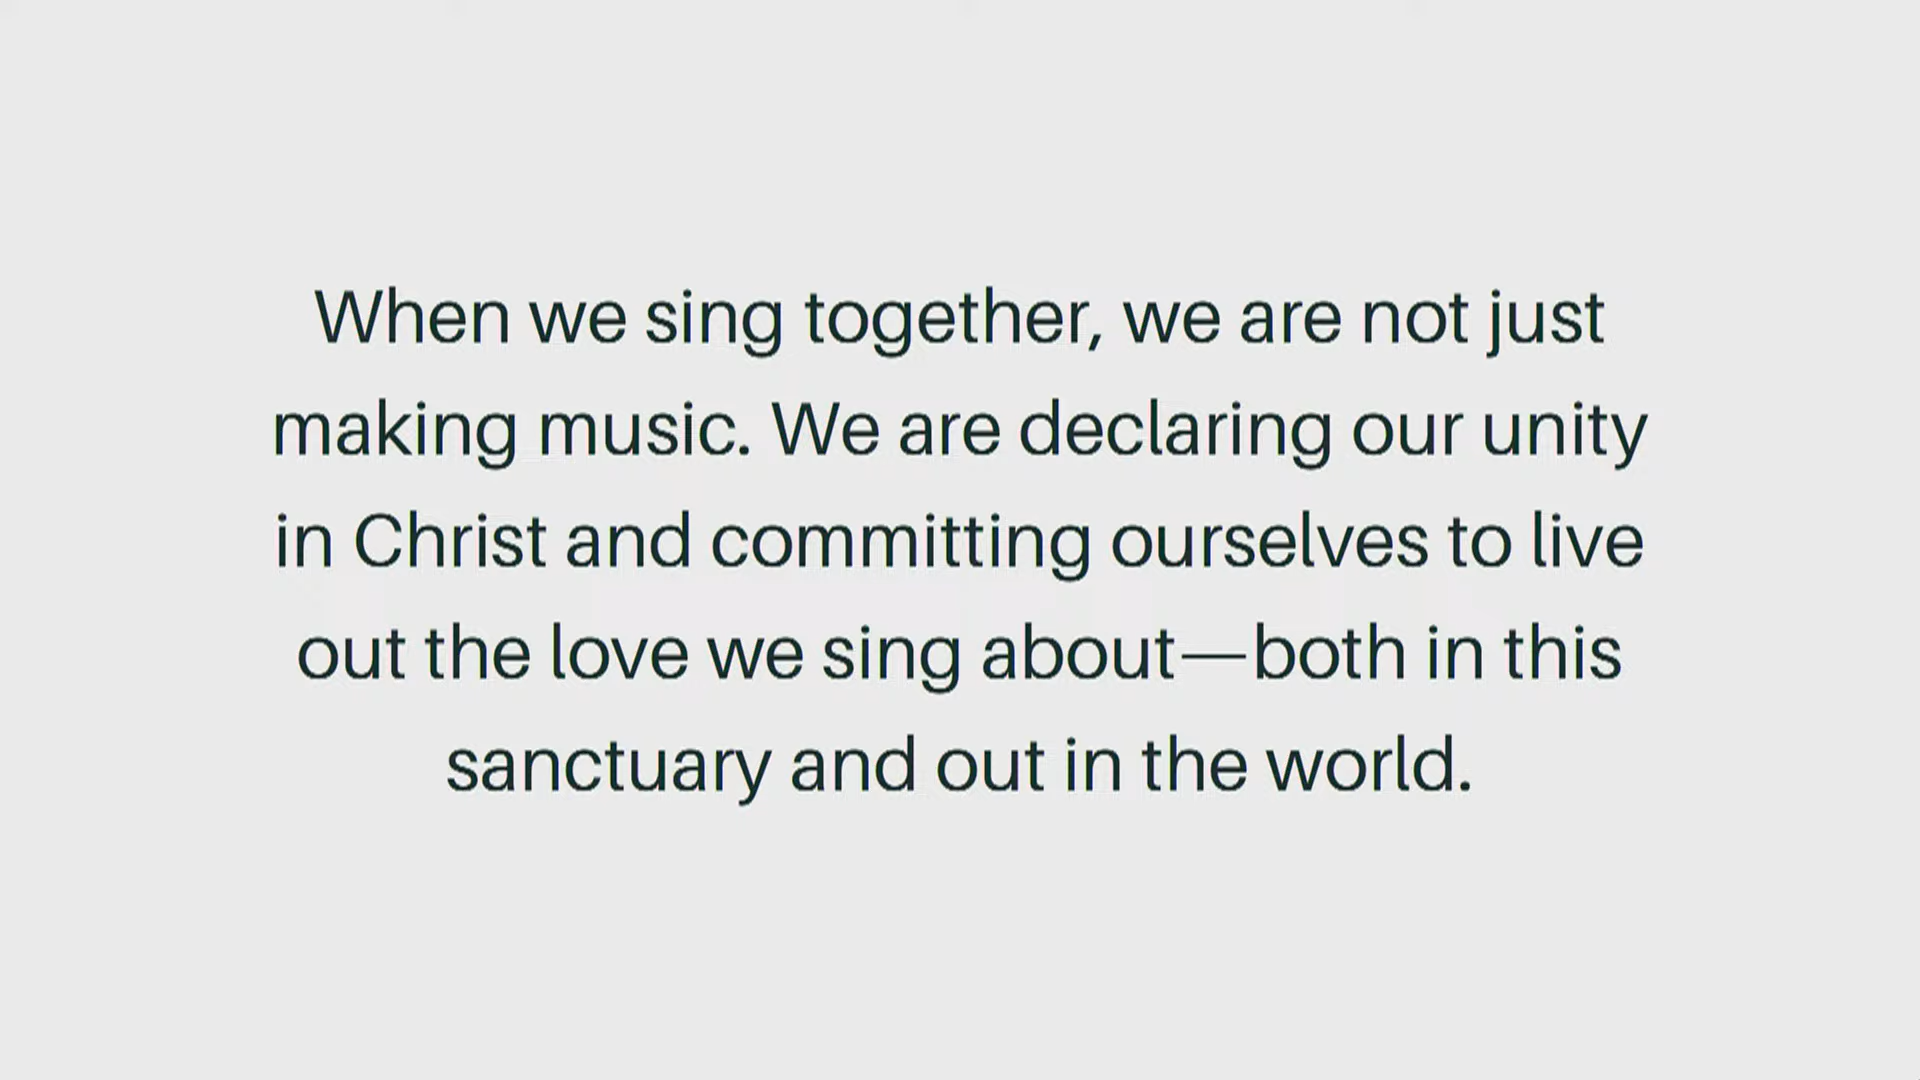 When we sing together, we are not just
making music. We are declaring our unity
in Christ and committing ourselves to live
out the love we sing about—both in this
sanctuary and out in the world.